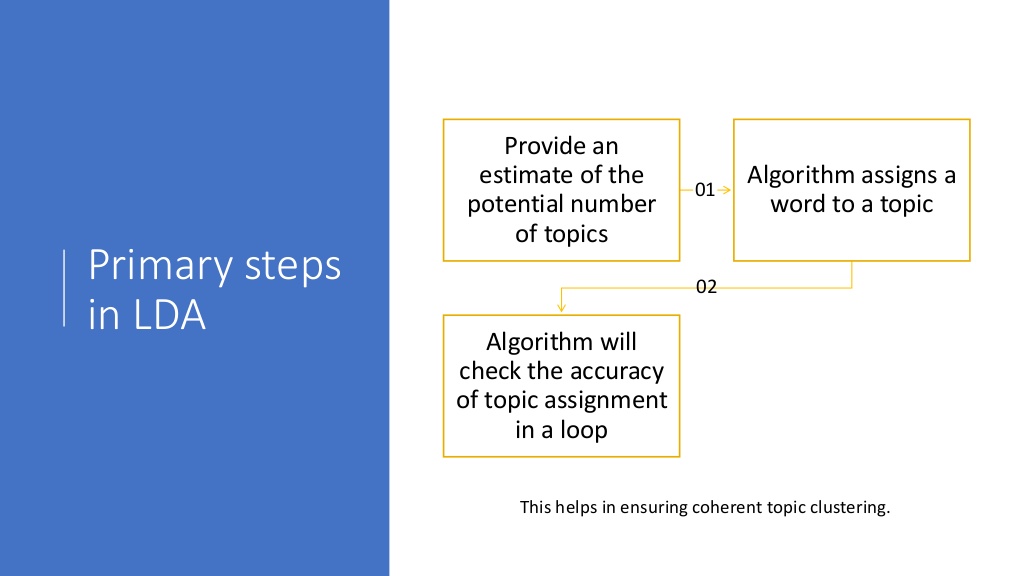 Primary steps
in LDA
Provide an
estimate of the
potential number
of topics
01
Algorithm assigns a
word to a topic
02
Algorithm will
check the accuracy
of topic assignment
in a loop
This helps in ensuring coherent topic clustering.